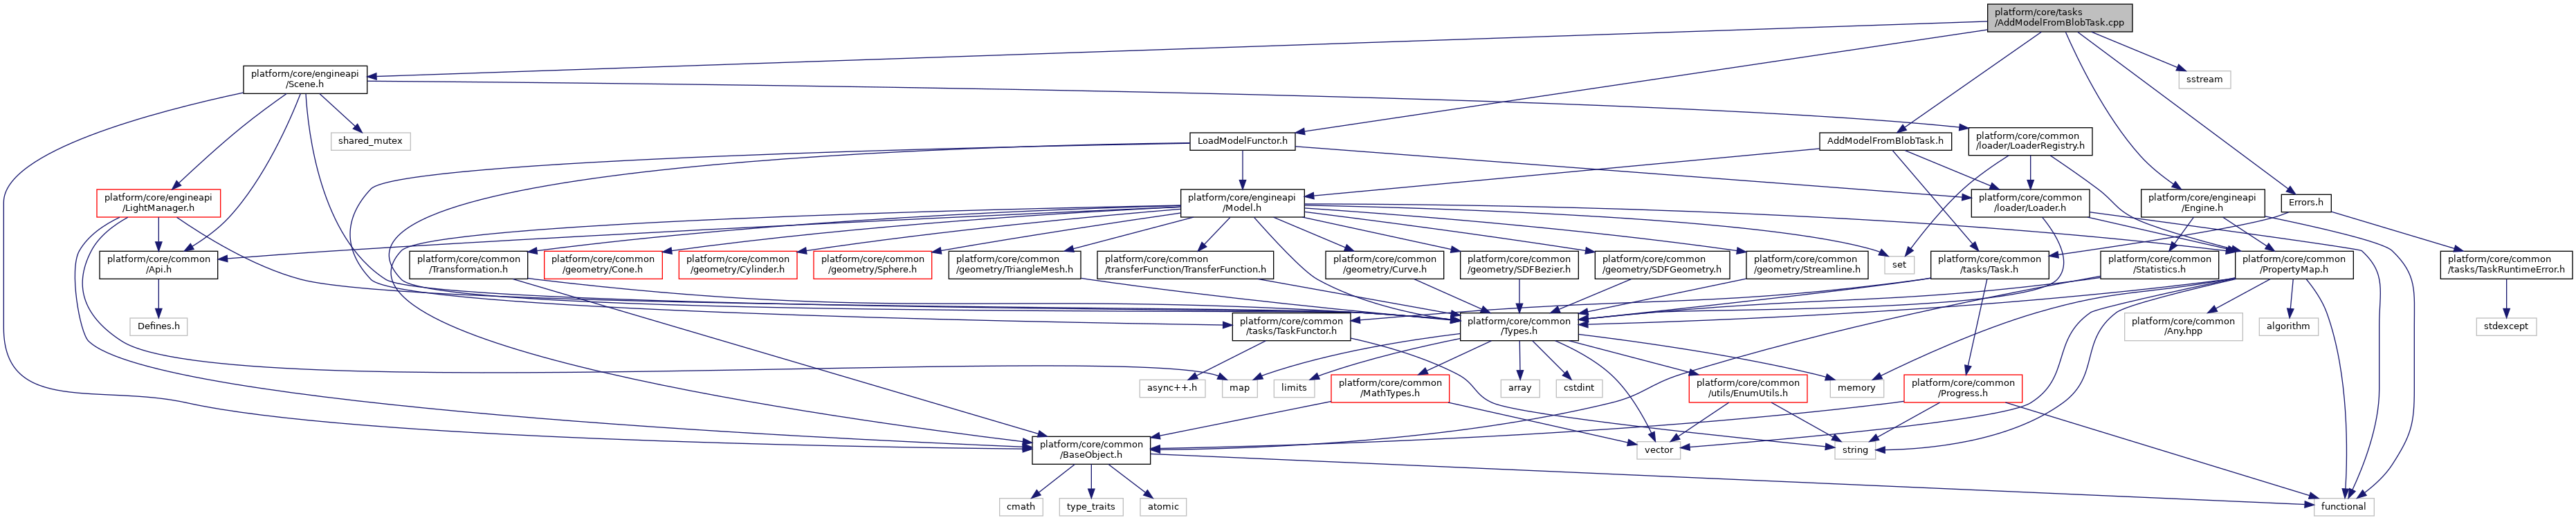 platform/core/tasks
/AddModelFromBlobTask.cpp
platform/core/engineapi
/Scene.h
sstream
shared_mutex
LoadModelFunctor.h
AddModelFromBlobTask.h
platform/core/common
/loader/LoaderRegistry.h
platform/core/engineapi
/LightManager.h
platform/core/engineapi
/Model.h
platform/core/common
/loader/Loader.h
platform/core/engineapi
/Engine.h
Errors.h
platform/core/common
/Api.h
platform/core/common
/Transformation.h
platform/core/common
/geometry/Cone.h
platform/core/common
/geometry/Cylinder.h
platform/core/common
/geometry/Sphere.h
platform/core/common
/geometry/TriangleMesh.h
platform/core/common
/transferFunction/TransferFunction.h
platform/core/common
/geometry/Curve.h
platform/core/common
/geometry/SDFBezier.h
platform/core/common
/geometry/SDFGeometry.h
platform/core/common
/geometry/Streamline.h
set
platform/core/common
/tasks/Task.h
platform/core/common
/Statistics.h
platform/core/common
/PropertyMap.h
platform/core/common
/tasks/TaskRuntimeError.h
Defines.h
platform/core/common
/tasks/TaskFunctor.h
platform/core/common
/Types.h
platform/core/common
/Any.hpp
algorithm
stdexcept
async++.h
map
limits
platform/core/common
/MathTypes.h
array
cstdint
platform/core/common
/utils/EnumUtils.h
memory
platform/core/common
/Progress.h
platform/core/common
/BaseObject.h
vector
string
cmath
type_traits
atomic
functional